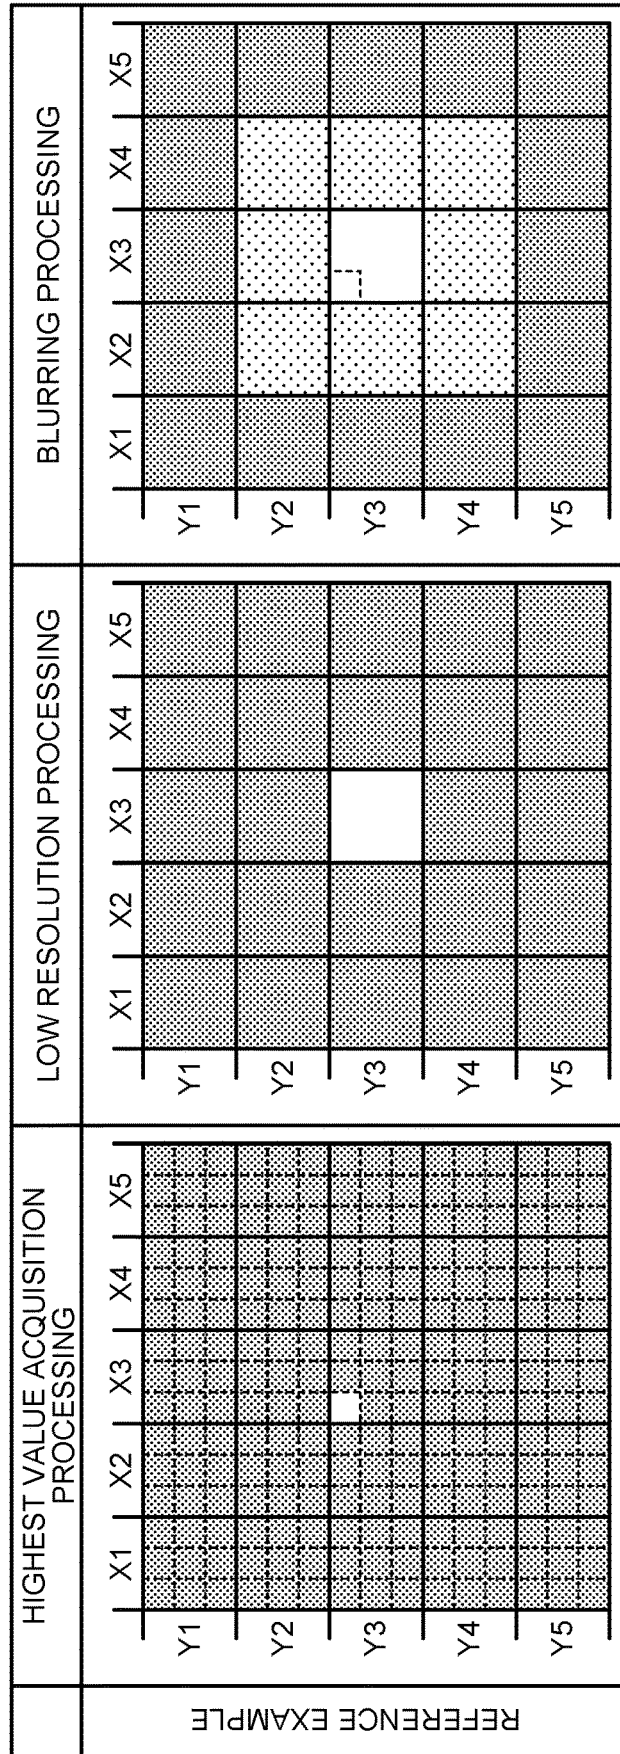 HIGHEST VALUE ACQUISITION
PROCESSING
LOW RESOLUTION PROCESSING
BLURRING PROCESSING
REFERENCE EXAMPLE
X1 X2 X3 X4 X5
Y1
Y2
Y3
Y4
Y5
X1 X2 X3 X4 X5
Y1
Y2
Y3
Y4
Y5
X1 X2 X3 X4 X5
Y1
Y2
Y3
Y4
Y5